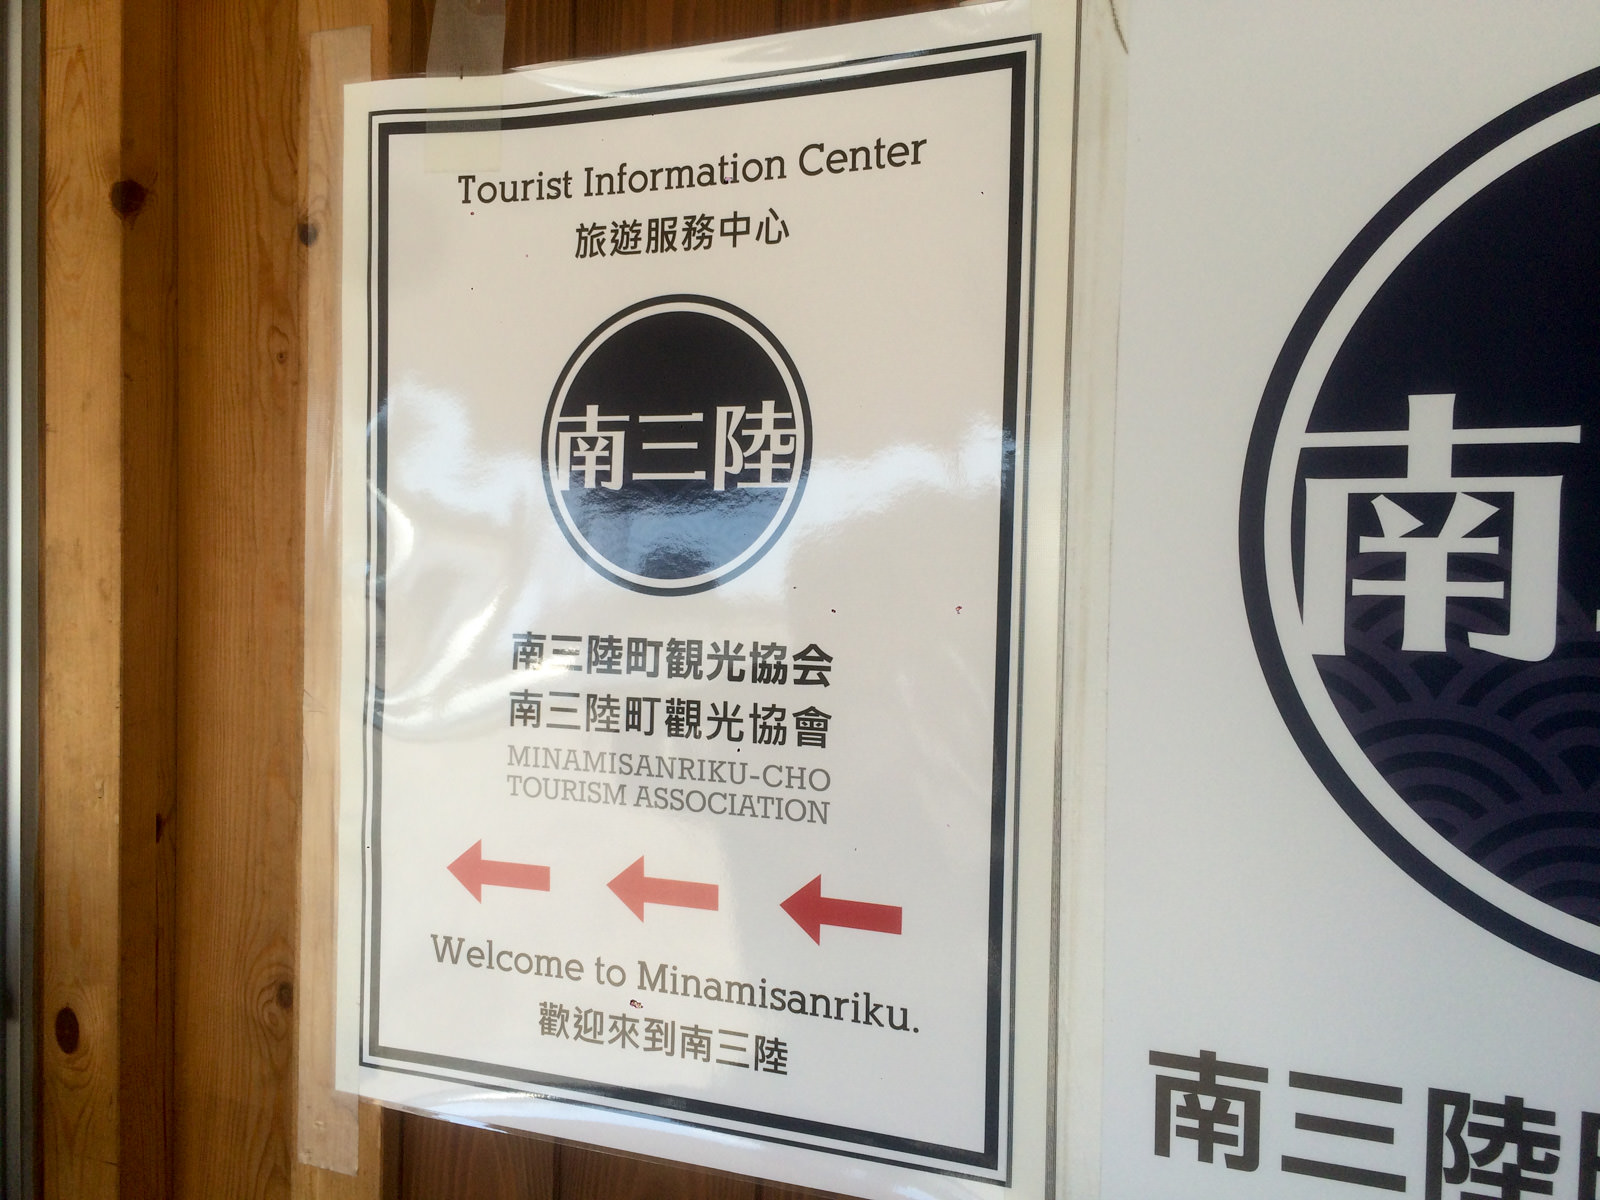 Tourist Information Center
旅遊服務中心
南三陸
南三陸町観光協会
南三陸町觀光協會
MINAMISANRIKU-CHO
TOURISM ASSOCIATION
Welcome to Minamisanriku.
歡迎來到南三陸
南
南三陸